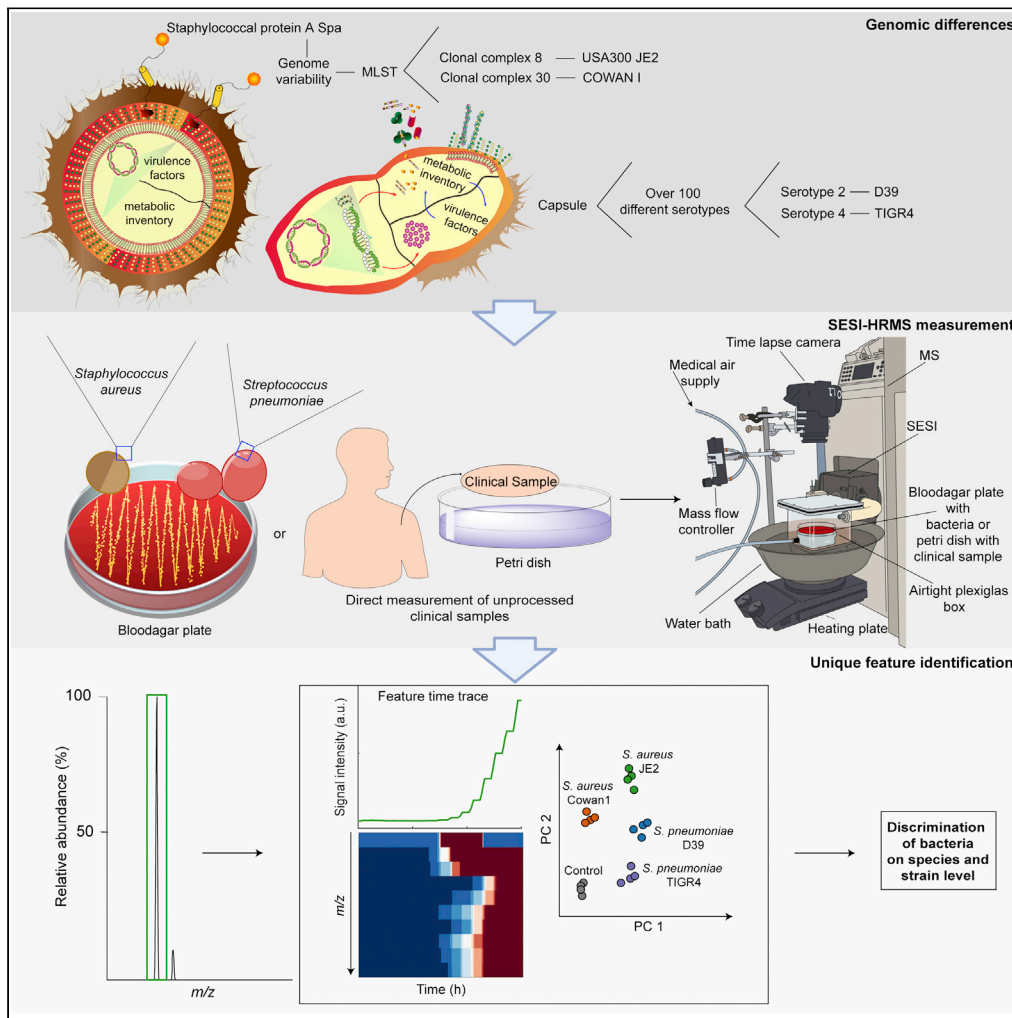 Genomic differences
Staphylococcal protein A Spa
Genome
variability
MLST
Clonal complex 8
USA300 JE2
Clonal complex 30
COWAN I
virulence
factors
metabolic
inventory
metabolic
inventory
virulence
factors
Capsule
Over 100
different serotypes
Serotype 2
D39
Serotype 4
TIGR4
SESI-HRMS measurement
Staphylococcus
aureus
Streptococcus
pneumoniae
Bloodagar plate
or
Clinical Sample
Petri dish
Direct measurement of unprocessed
clinical samples
Time lapse camera
Medical air
supply
MS
SESI
Mass flow
controller
Bloodagar plate
with
bacteria or
petri dish with
clinical sample
Airtight plexiglas
box
Water bath
Heating plate
Unique feature identification
Relative abundance (%)
100
50
m/z
Feature time trace
Signal intensity (a.u.)
m/z
Time (h)
PC 2
S. aureus
JE2
S. aureus
Cowan1
S. pneumoniae
D39
Control
S. pneumoniae
TIGR4
PC 1
Discrimination
of bacteria
on species and
strain level